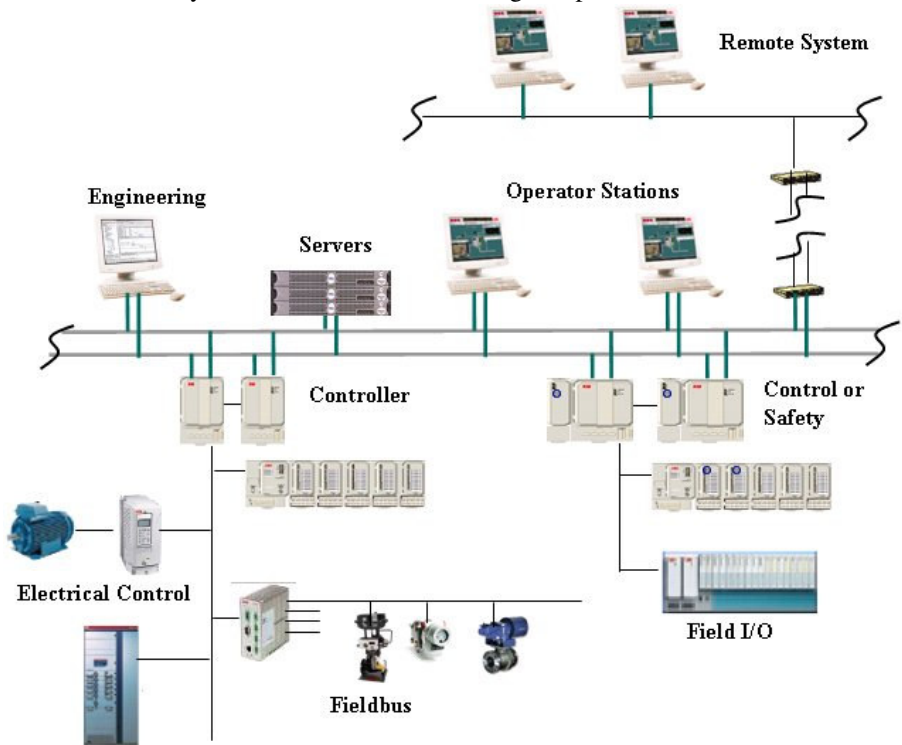 Remote System
Engineering
Operator Stations
Servers
Controller
Control or
Safety
Electrical Control
Field I/O
Fieldbus